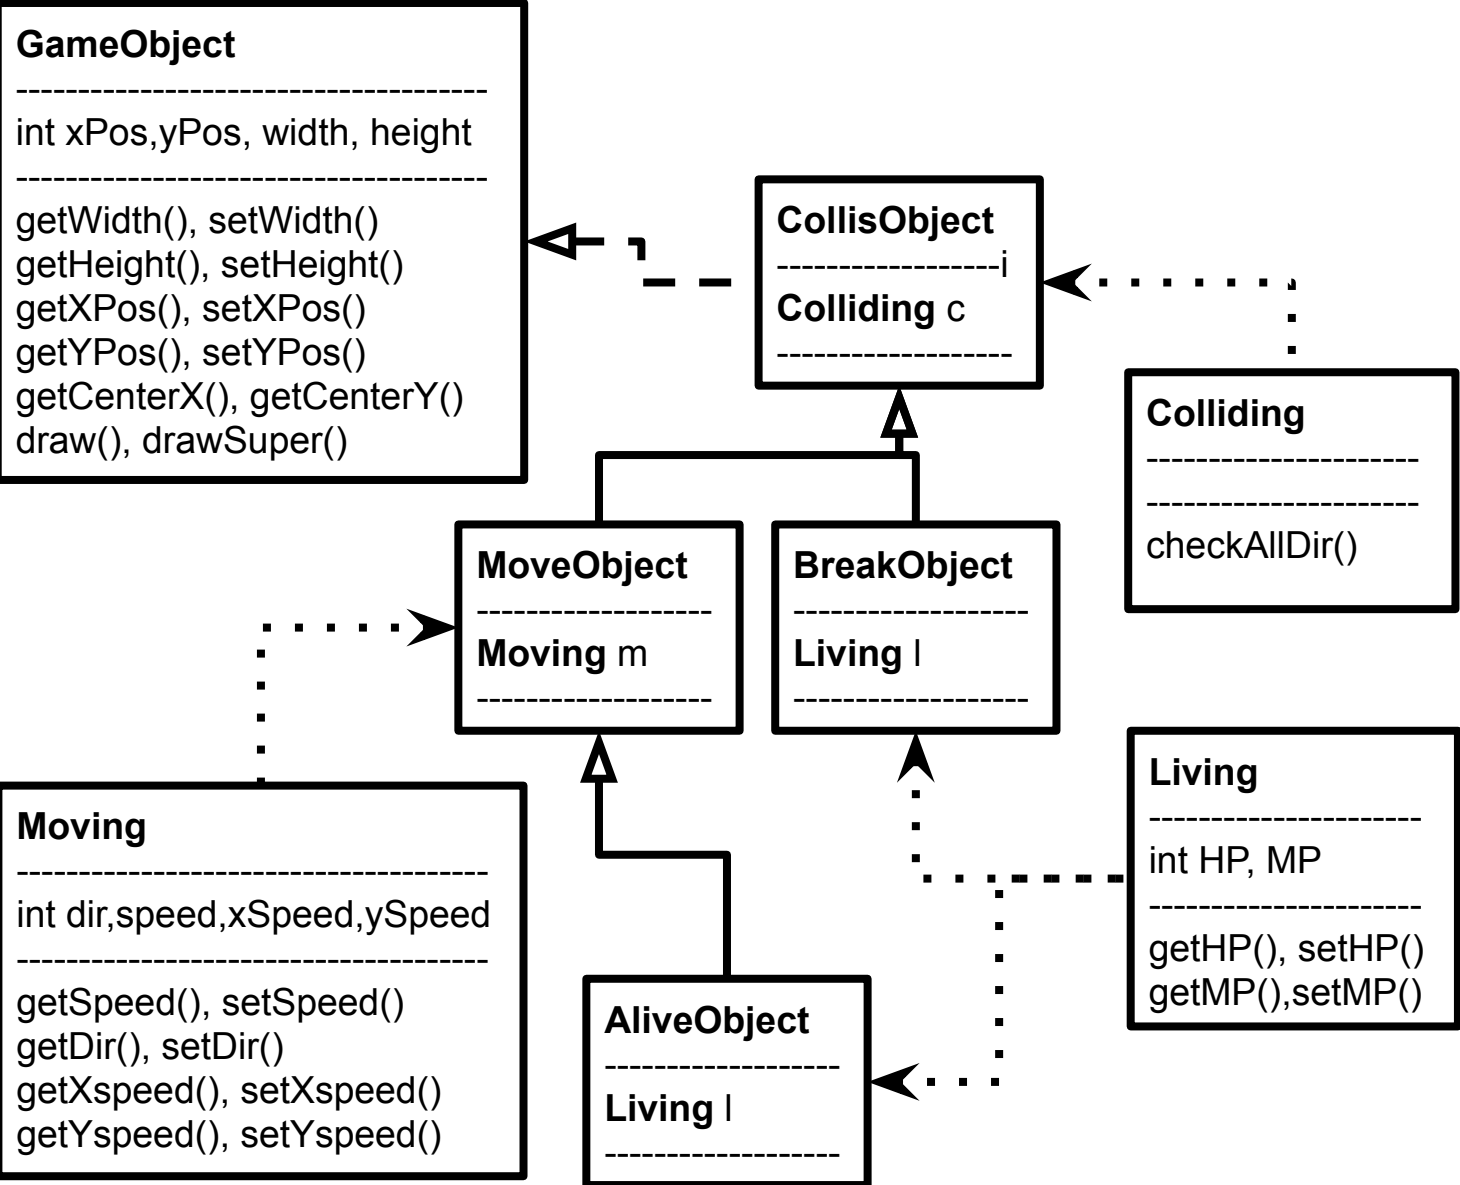 GameObject
--------------------------------------
int xPos,yPos, width, height
--------------------------------------
getWidth(), setWidth()
getHeight(), setHeight()
getXPos(), setXPos()
getYPos(), setYPos()
getCenterX(), getCenterY()
draw(), drawSuper()
CollisObject
------------------i
Colliding c
-------------------
Colliding
----------------------
----------------------
checkAllDir()
MoveObject
-------------------
Moving m
-------------------
BreakObject
-------------------
Living l
-------------------
Moving
--------------------------------------
int dir,speed,xSpeed,ySpeed
--------------------------------------
getSpeed(), setSpeed()
getDir(), setDir()
getXspeed(), setXspeed()
getYspeed(), setYspeed()
AliveObject
-------------------
Living l
-------------------
Living
----------------------
int HP, MP
----------------------
getHP(), setHP()
getMP(),setMP()